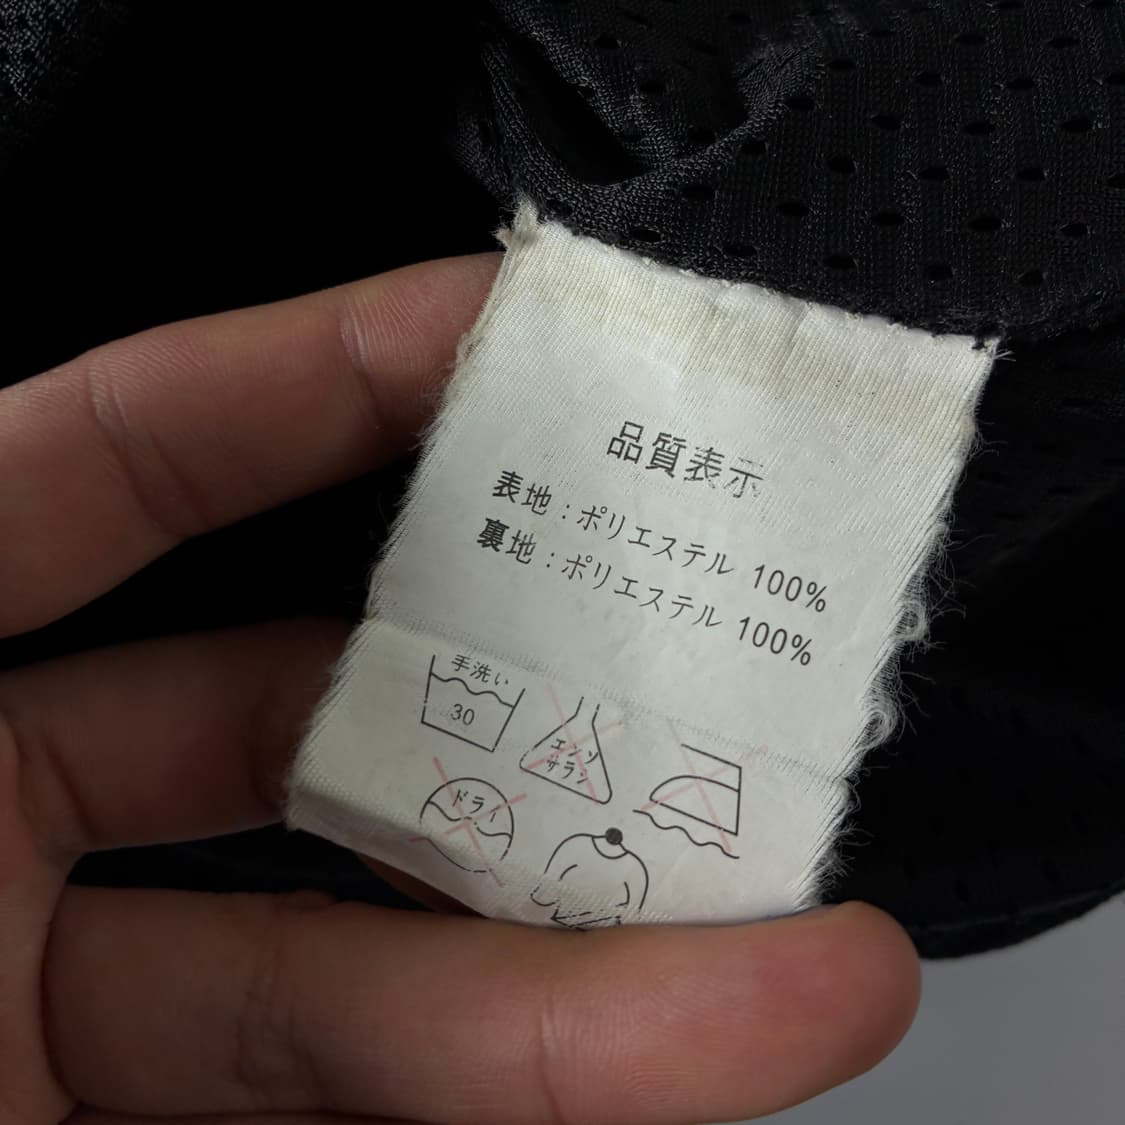 品質表示
表地：ポリエステル 100%
裏地：ポリエステル 100%
手洗い
30
エンソ
サラシ
ドライ